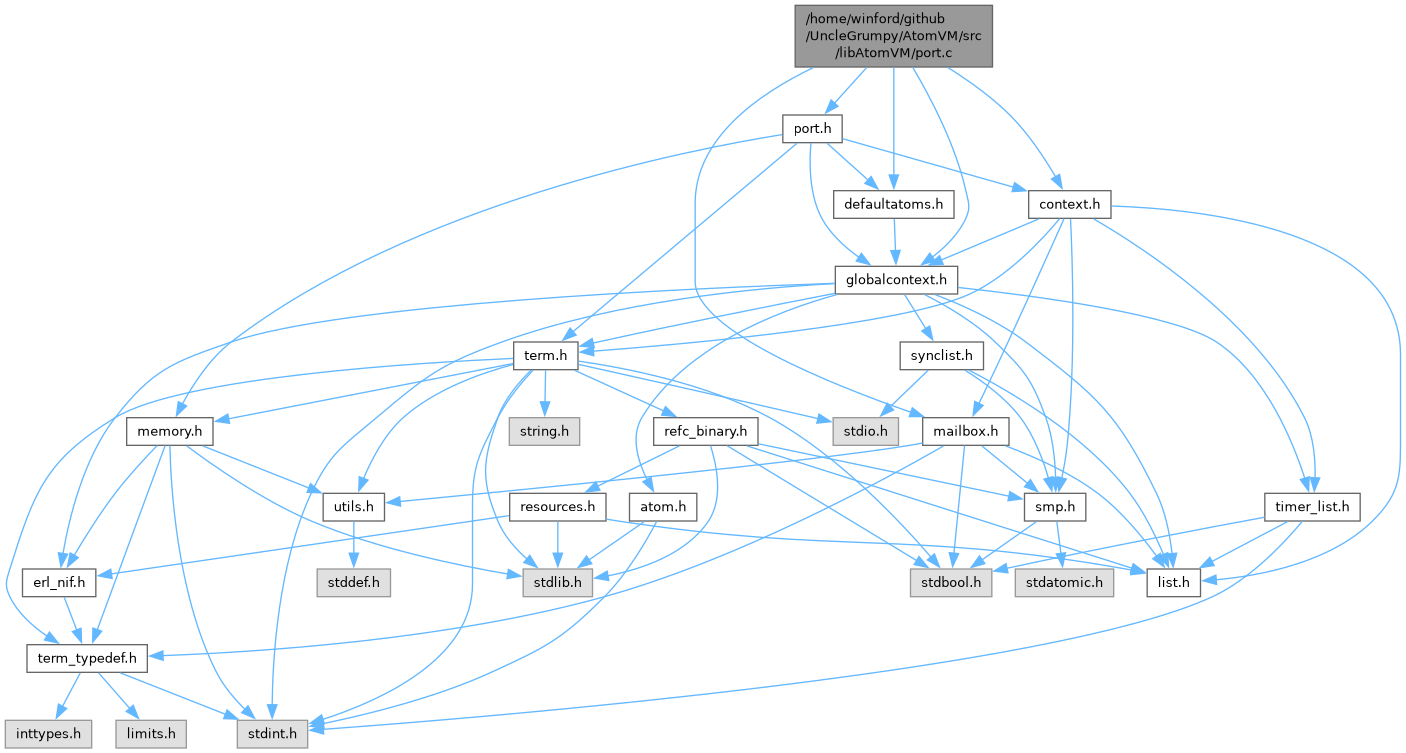 /home/winford/github
/UncleGrumpy/AtomVM/src
/libAtomVM/port.c
port.h
defaultatoms.h
context.h
globalcontext.h
term.h
synclist.h
memory.h
string.h
refc_binary.h
stdio.h
mailbox.h
utils.h
resources.h
atom.h
smp.h
timer_list.h
erl_nif.h
stddef.h
stdlib.h
stdbool.h
stdatomic.h
list.h
term_typedef.h
inttypes.h
limits.h
stdint.h